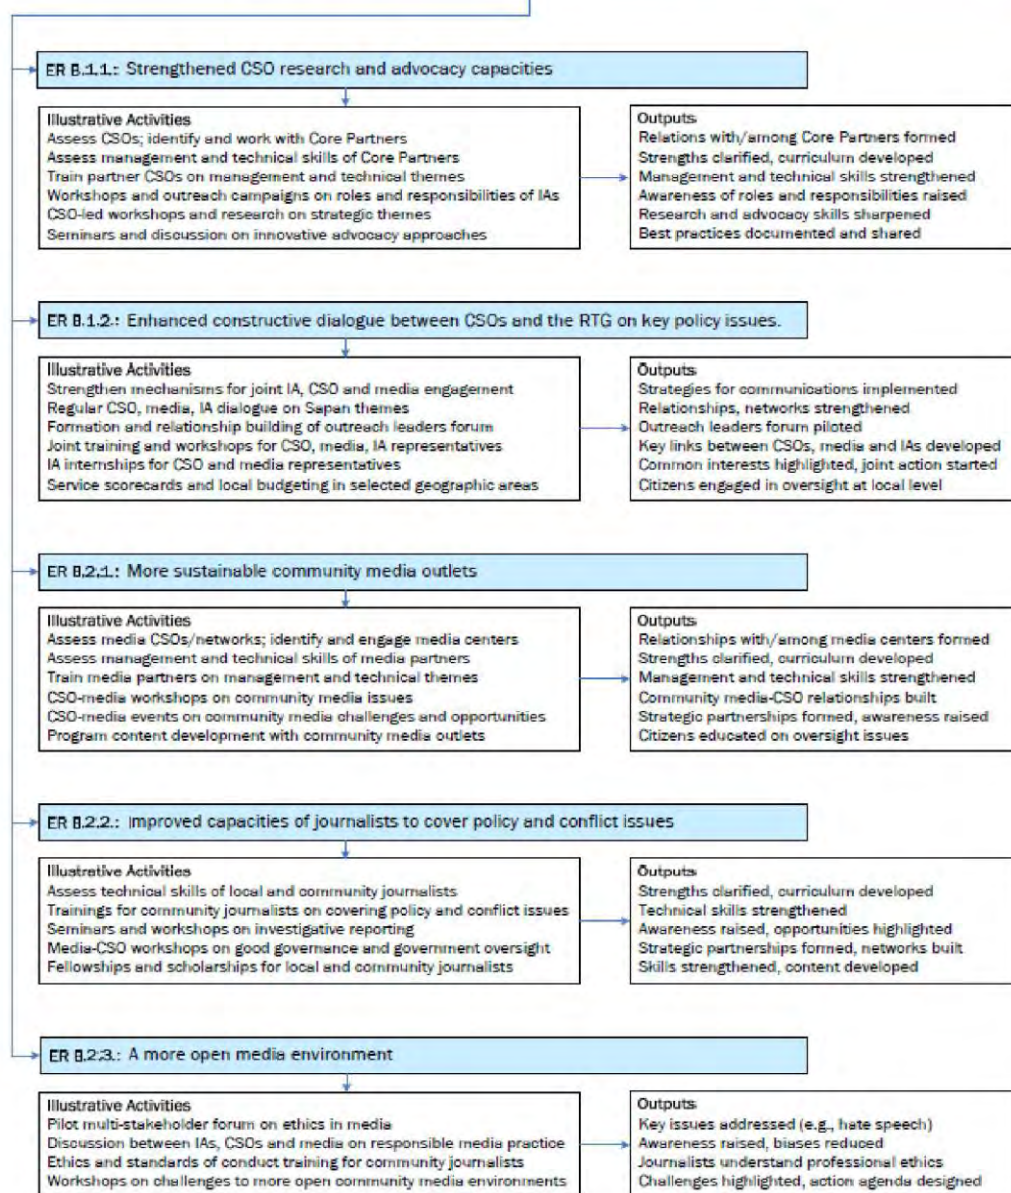 ER B.1.1.: Strengthened CSO research and advocacy capacities
Illustrative Activities
Assess CSOs; identify and work with Core Partners
Assess management and technical skills of Core Partners
Train partner CSOs on management and technical themes
Workshops and outreach campaigns on roles and responsibilities of IAs
CSO-led workshops and research on strategic themes
Seminars and discussion on innovative advocacy approaches
Outputs
Relations with/among Core Partners formed
Strengths clarified, curriculum developed
Management and technical skills strengthened
Awareness of roles and responsibilities raised
Research and advocacy skills sharpened
Best practices documented and shared
ER B.1.2.: Enhanced constructive dialogue between CSOs and the RTG on key policy issues.
Illustrative Activities
Strengthen mechanisms for joint IA, CSO and media engagement
Regular CSO, media, IA dialogue on Sapan themes
Formation and relationship building of outreach leaders forum
Joint training and workshops for CSO, media, IA representatives
IA internships for CSO and media representatives
Service scorecards and local budgeting in selected geographic areas
Outputs
Strategies for communications implemented
Relationships, networks strengthened
Outreach leaders forum piloted
Key links between CSOs, media and IAs developed
Common interests highlighted, joint action started
Citizens engaged in oversight at local level
ER B.2.1.: More sustainable community media outlets
Illustrative Activities
Assess media CSOs/networks; identify and engage media centers
Assess management and technical skills of media partners
Train media partners on management and technical themes
CSO-media workshops on community media issues
CSO-media events on community media challenges and opportunities
Program content development with community media outlets
Outputs
Relationships with/among media centers formed
Strengths clarified, curriculum developed
Management and technical skills strengthened
Community media-CSO relationships built
Strategic partnerships formed, awareness raised
Citizens educated on oversight issues
ER B.2.2.: Improved capacities of journalists to cover policy and conflict issues
Illustrative Activities
Assess technical skills of local and community journalists
Trainings for community journalists on covering policy and conflict issues
Seminars and workshops on investigative reporting
Media-CSO workshops on good governance and government oversight
Fellowships and scholarships for local and community journalists
Outputs
Strengths clarified, curriculum developed
Technical skills strengthened
Awareness raised, opportunities highlighted
Strategic partnerships formed, networks built
Skills strengthened, content developed
ER B.2.3.: A more open media environment
Illustrative Activities
Pilot multi-stakeholder forum on ethics in media
Discussion between IAs, CSOs and media on responsible media practice
Ethics and standards of conduct training for community journalists
Workshops on challenges to more open community media environments
Outputs
Key issues addressed (e.g., hate speech)
Awareness raised, biases reduced
Journalists understand professional ethics
Challenges highlighted, action agenda designed